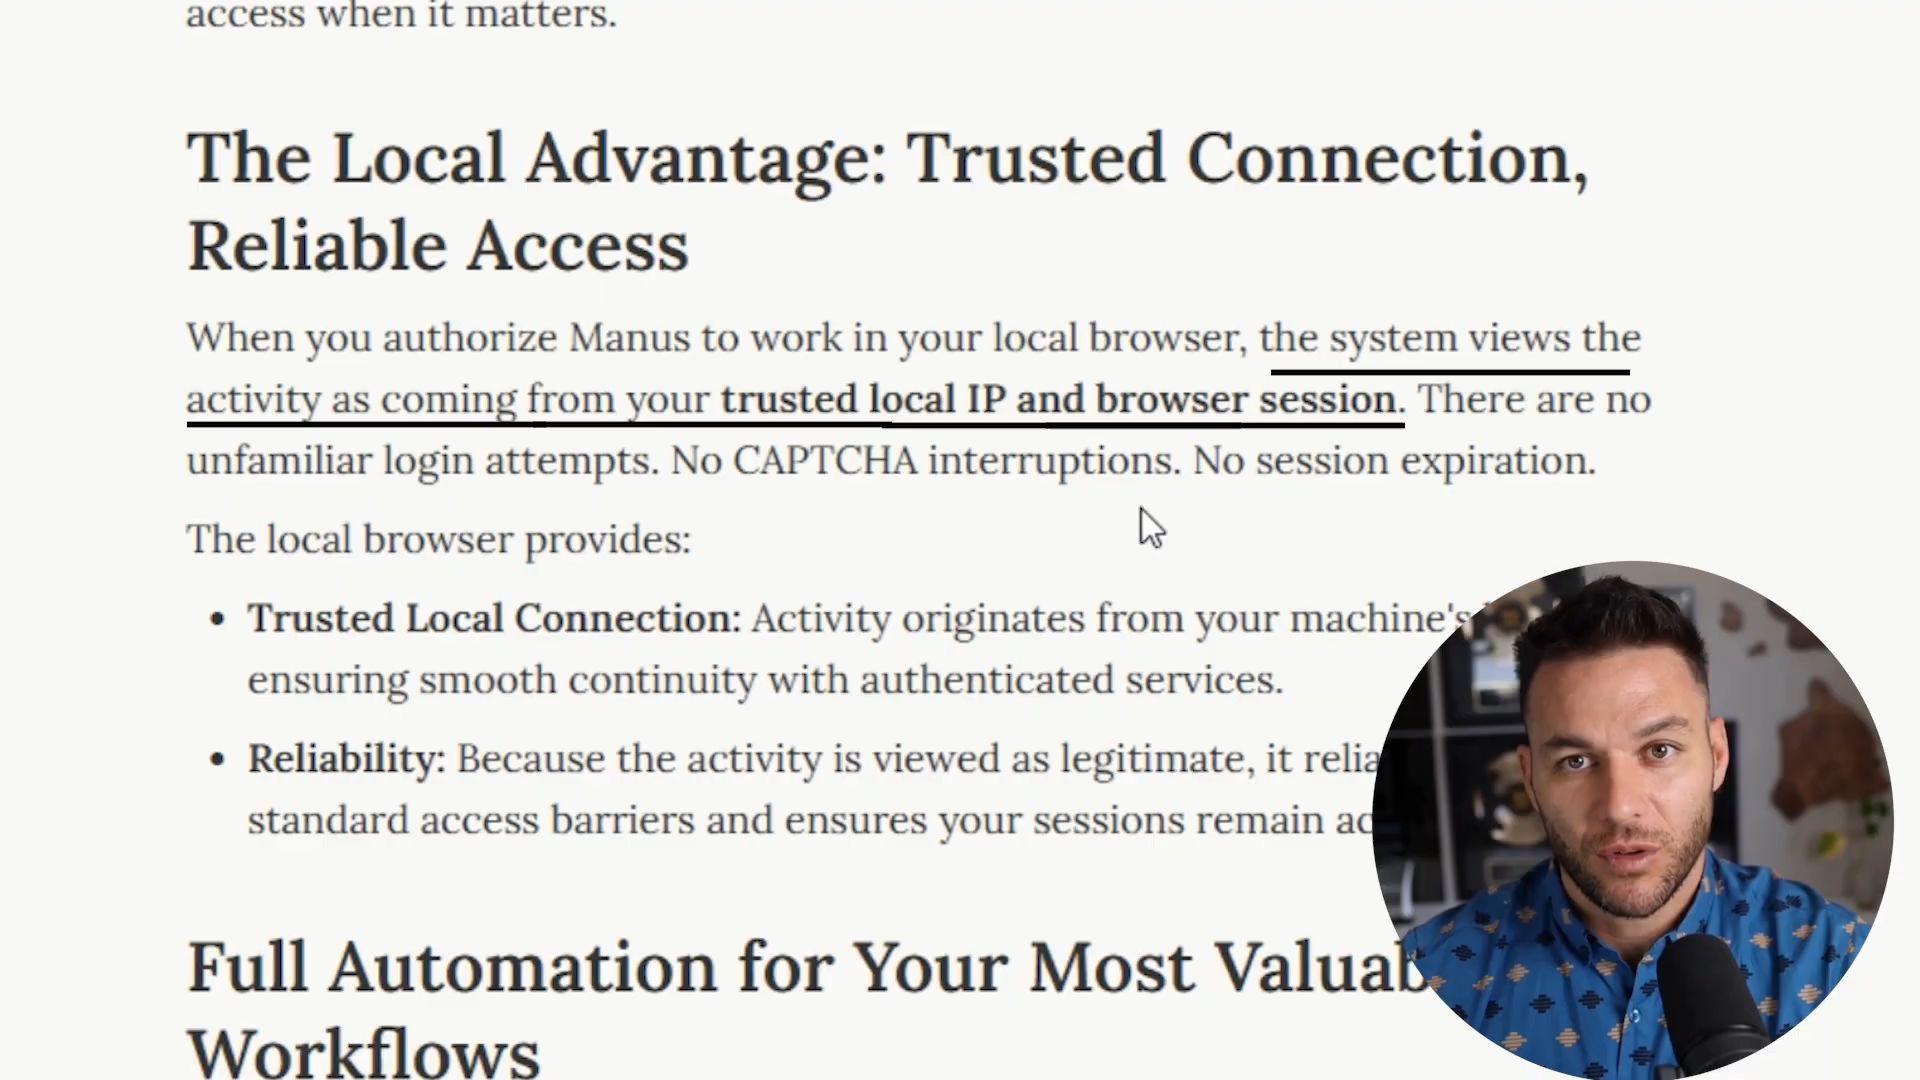 access when it matters.
The Local Advantage: Trusted Connection,
Reliable Access
When you authorize Manus to work in your local browser, the system views the
activity as coming from your trusted local IP and browser session. There are no
unfamiliar login attempts. No CAPTCHA interruptions. No session expiration.
The local browser provides:
• Trusted Local Connection: Activity originates from your machine's
ensuring smooth continuity with authenticated services.
• Reliability: Because the activity is viewed as legitimate, it
standard access barriers and ensures your sessions remain
Full Automation for Your Most
Workflows